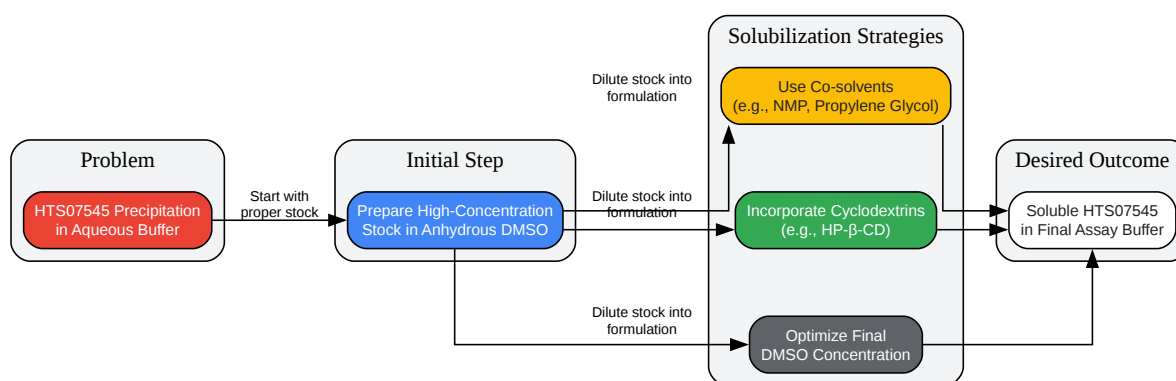 Problem
HTS07545 Precipitation
in Aqueous Buffer
Start with
proper stock
Initial Step
Prepare High-Concentration
Stock in Anhydrous DMSO
Dilute stock into
formulation
Dilute stock into
formulation
Dilute stock into
formulation
Solubilization Strategies
Use Co-solvents
(e.g., NMP, Propylene Glycol)
Incorporate Cyclodextrins
(e.g., HP-β-CD)
Optimize Final
DMSO Concentration
Desired Outcome
Soluble HTS07545
in Final Assay Buffer